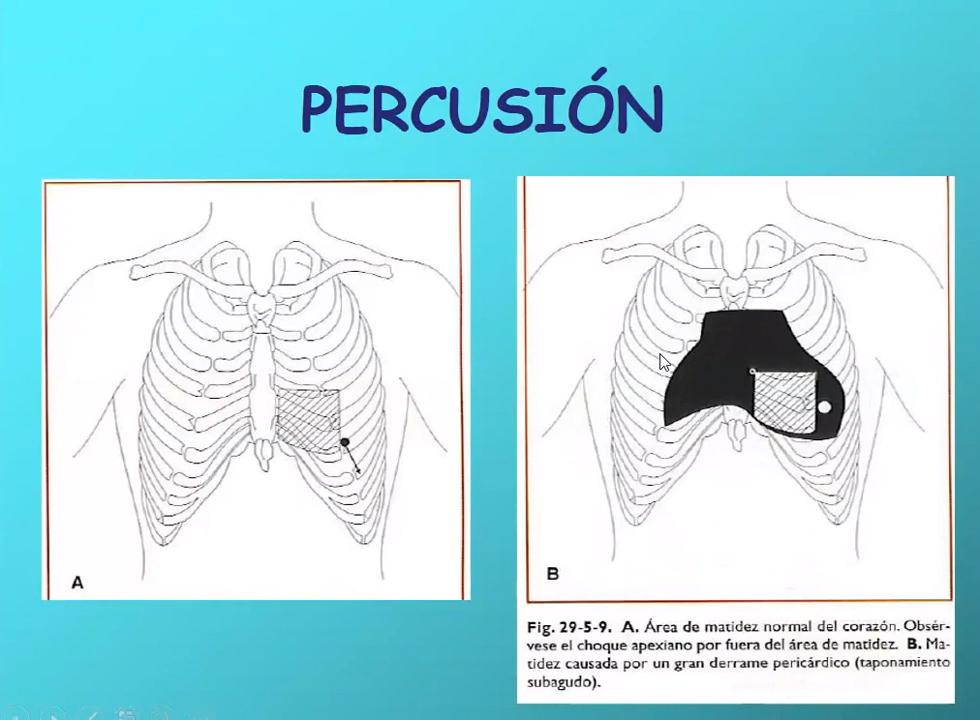 PERCUSIÓN
A
B
Fig. 29-5-9. A. Área de matidez normal del corazón. Obsér-
vese el choque apexiano por fuera del área de matidez. B. Ma-
tidez causada por un gran derrame pericárdico (taponamiento
subagudo).